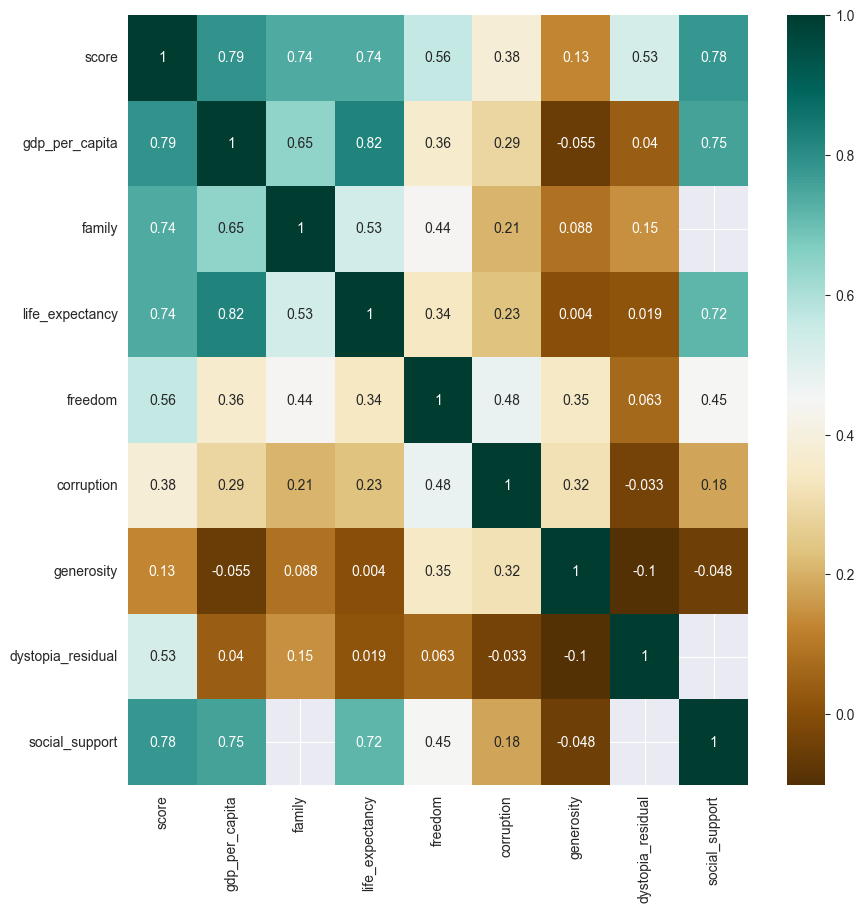 score 1 0.79 0.74 0.74 0.56 0.38 0.13 0.53 0.78
gdp_per_capita 0.79 1 0.65 0.82 0.36 0.29 -0.055 0.04 0.75
family 0.74 0.65 1 0.53 0.44 0.21 0.088 0.15
life_expectancy 0.74 0.82 0.53 1 0.34 0.23 0.004 0.019 0.72
freedom 0.56 0.36 0.44 0.34 1 0.48 0.35 0.063 0.45
corruption 0.38 0.29 0.21 0.23 0.48 1 0.32 -0.033 0.18
generosity 0.13 -0.055 0.088 0.004 0.35 0.32 1 -0.1 -0.048
dystopia_residual 0.53 0.04 0.15 0.019 0.063 -0.033 -0.1 1
social_support 0.78 0.75 0.72 0.45 0.18 -0.048 1
score gdp_per_capita family life_expectancy freedom corruption generosity dystopia_residual social_support
1.0
0.8
0.6
0.4
0.2
0.0